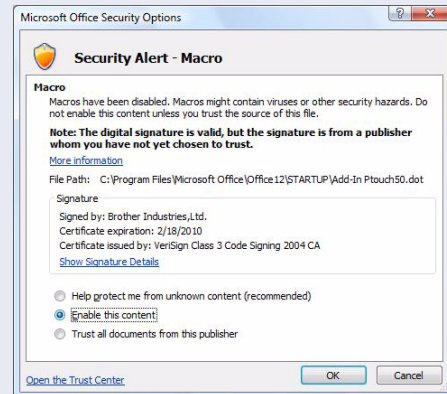 Microsoft Office Security Options
Security Alert - Macro
Macro
Macros have been disabled. Macros might contain viruses or other security hazards. Do
not enable this content unless you trust the source of this file.
Note: The digital signature is valid, but the signature is from a publisher
whom you have not yet chosen to trust.
More information
File Path: C:\Program Files\Microsoft Office\Office12\STARTUP\Add-In Ptouch50.dot
Signature
Signed by: Brother Industries,Ltd.
Certificate expiration: 2/18/2010
Certificate issued by: VeriSign Class 3 Code Signing 2004 CA
Show Signature Details
Help protect me from unknown content (recommended)
Enable this content
Trust all documents from this publisher
Open the Trust Center
OK Cancel